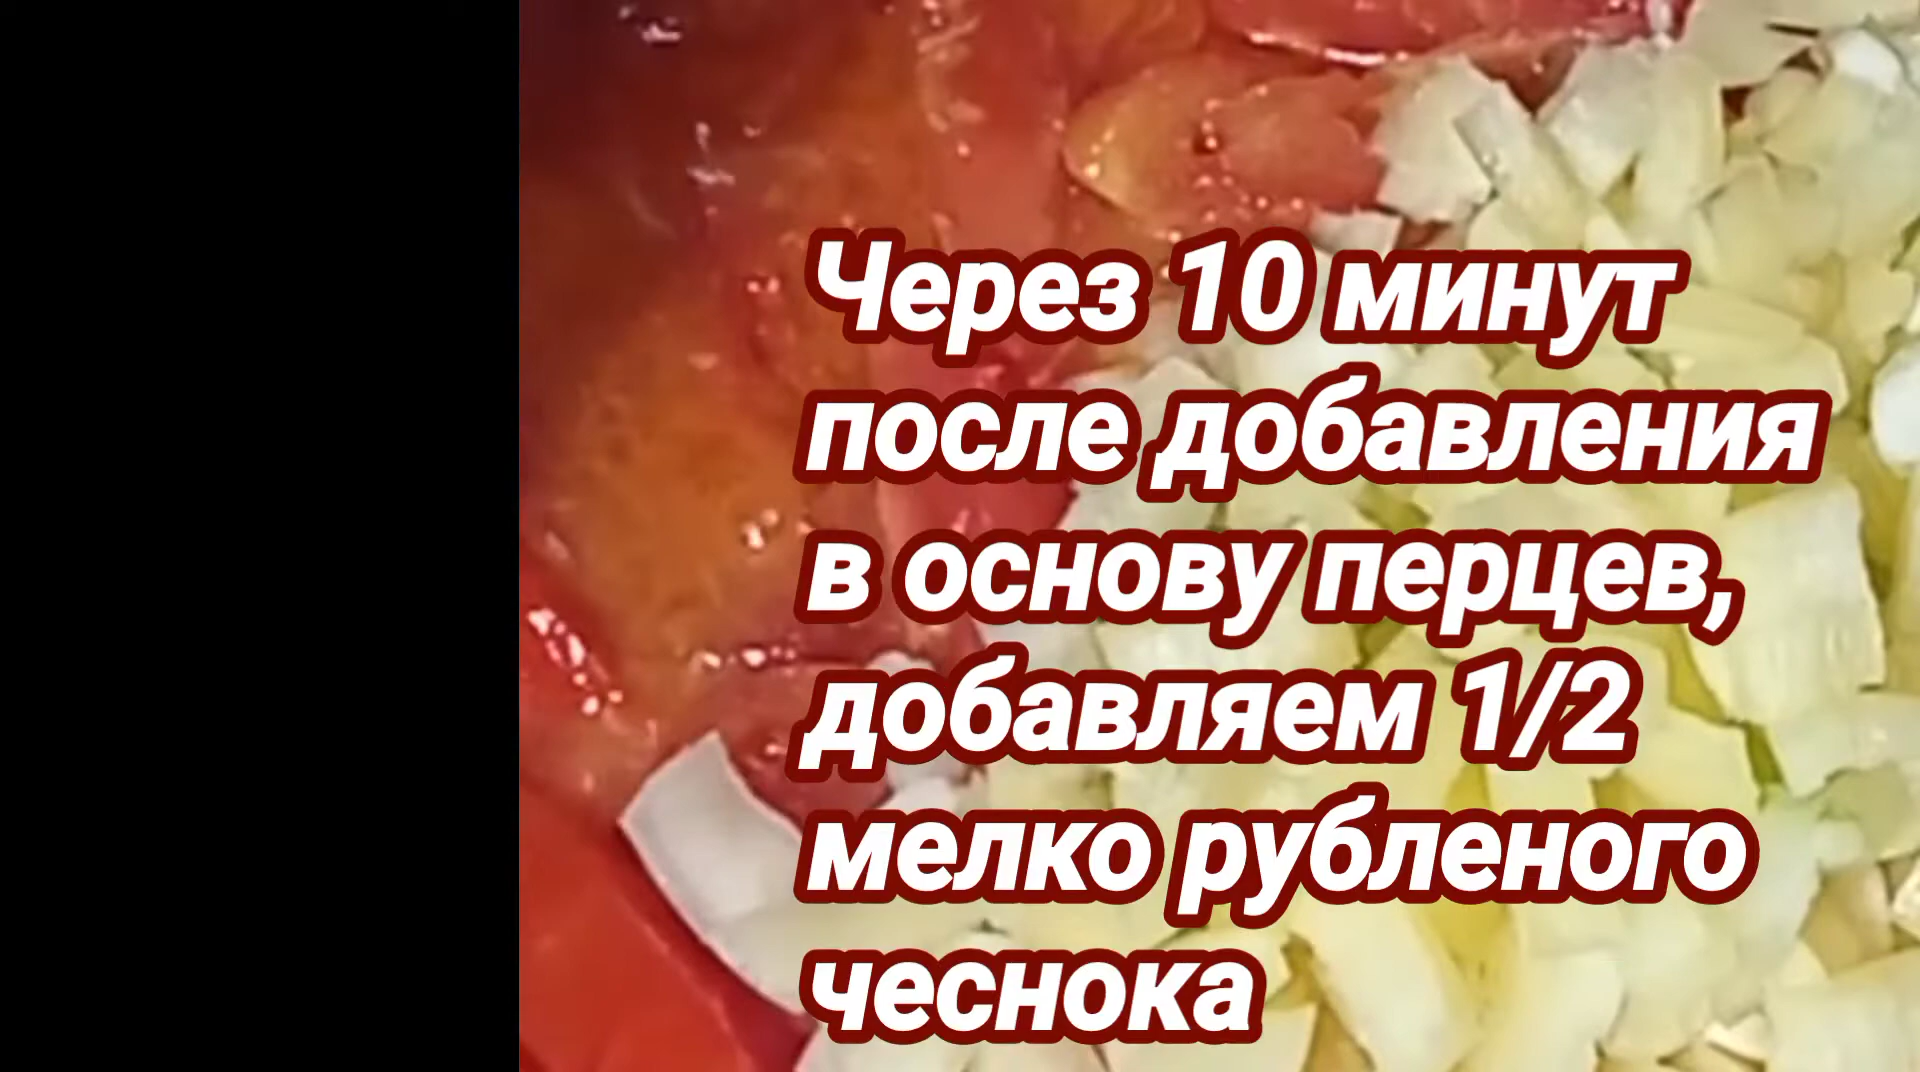 Через 10 минут
после добавления
в основу перцев,
добавляем 1/2
мелко рубленого
чеснока